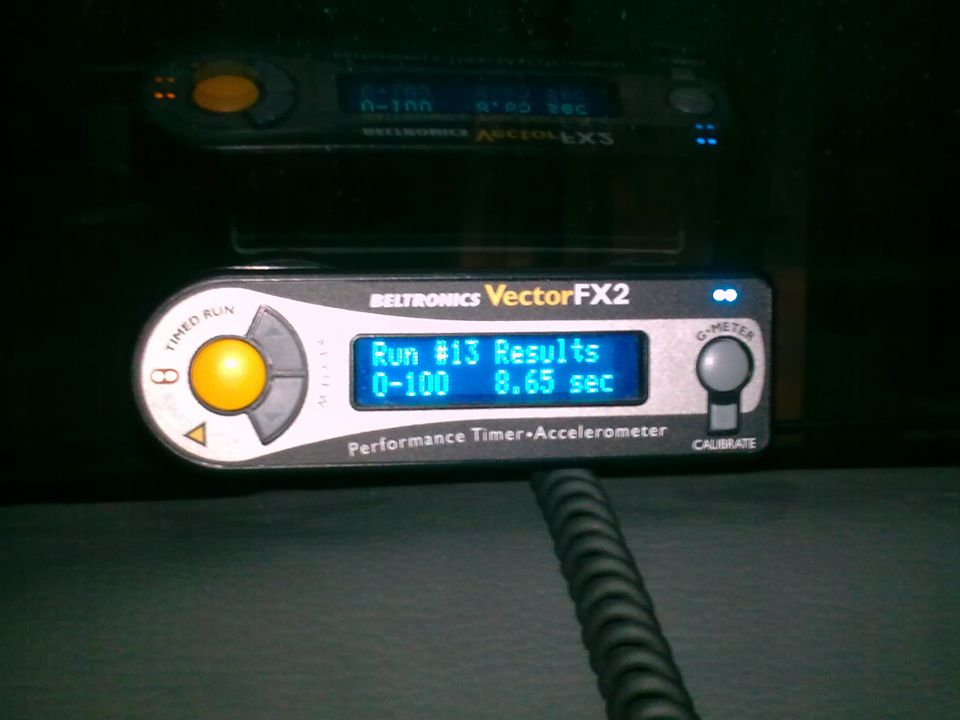 BELTRONICS VectorFX2
TIMED RUN
G-METER
Run #13 Results
0-100 8.65 sec
Performance Timer•Accelerometer
CALIBRATE